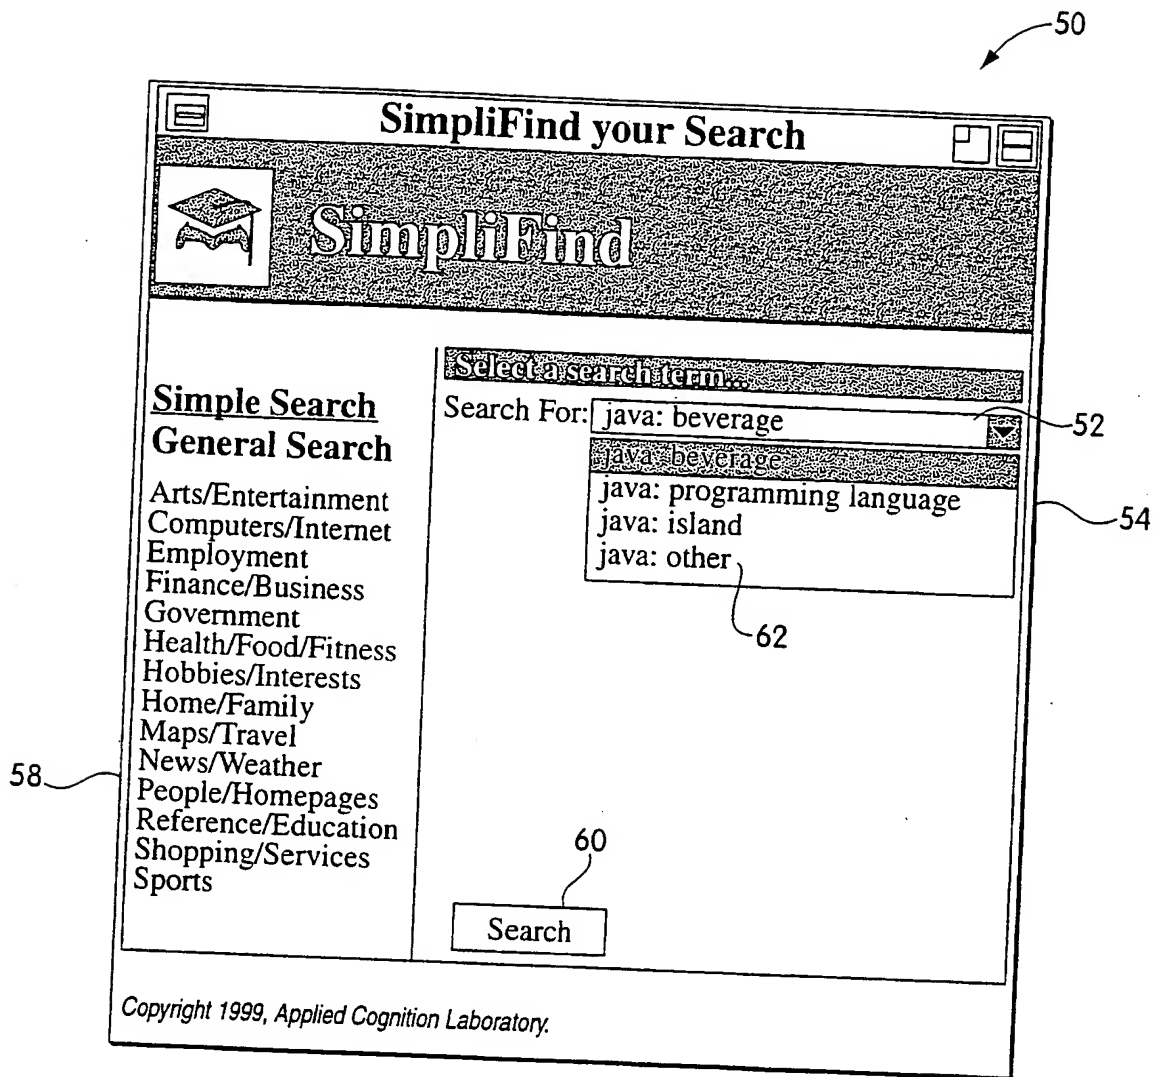 50
SimpliFind your Search
SimpliFind
Select a search term...
Simple Search
General Search
Arts/Entertainment
Computers/Internet
Employment
Finance/Business
Government
Health/Food/Fitness
Hobbies/Interests
Home/Family
Maps/Travel
News/Weather
People/Homepages
Reference/Education
Shopping/Services
Sports
58
Search For: java: beverage
52
java: beverage
java: programming language
java: island
java: other
54
62
60
Search
Copyright 1999, Applied Cognition Laboratory.